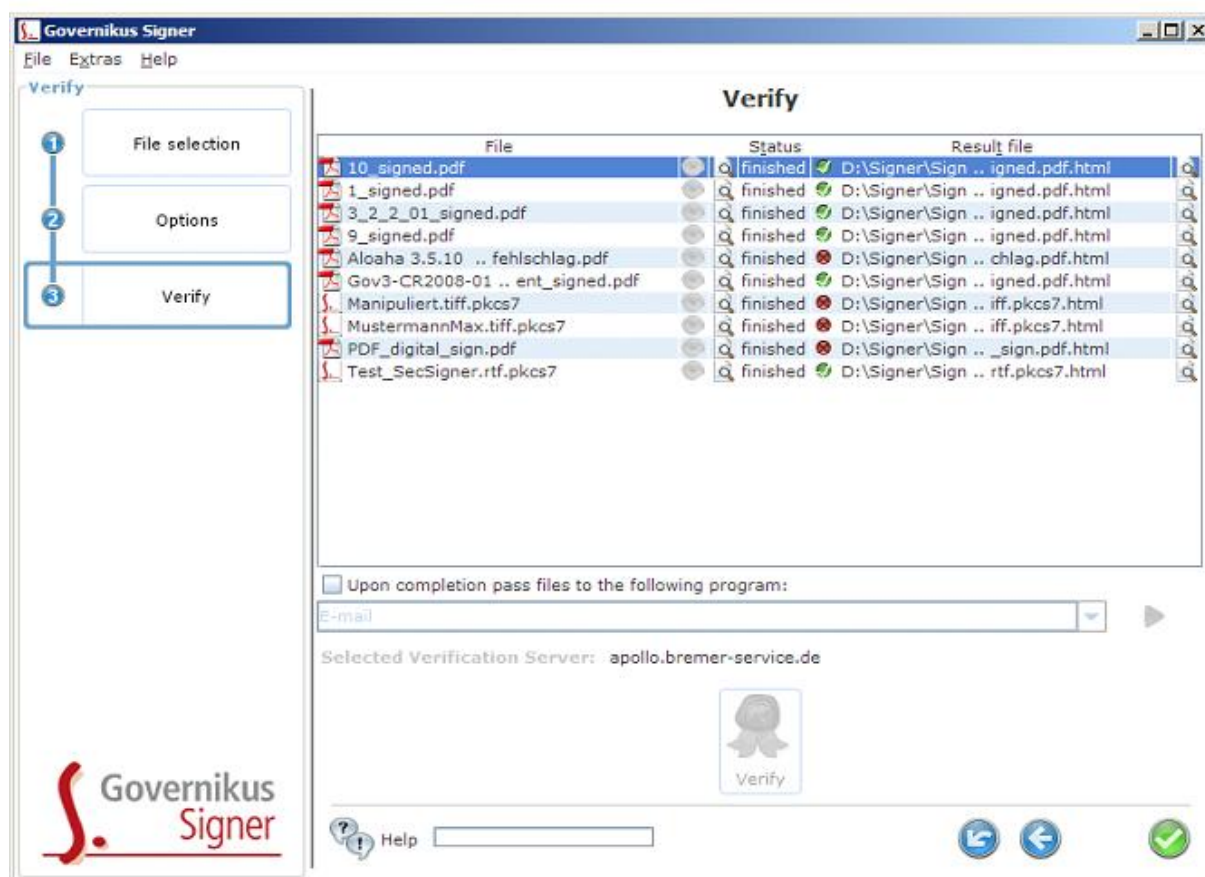 Governikus Signer
File Extras Help
Verify
1 File selection
2 Options
3 Verify
Verify
File Status Result file
10_signed.pdf finished D:\Signer\Sign .. igned.pdf.html
1_signed.pdf finished D:\Signer\Sign .. igned.pdf.html
3_2_2_01_signed.pdf finished D:\Signer\Sign .. igned.pdf.html
9_signed.pdf finished D:\Signer\Sign .. igned.pdf.html
Aloaha 3.5.10 .. fehlschlag.pdf finished D:\Signer\Sign .. chlag.pdf.html
Gov3-CR2008-01 .. ent_signed.pdf finished D:\Signer\Sign .. igned.pdf.html
Manipuliert.tiff.pkcs7 finished D:\Signer\Sign .. iff.pkcs7.html
MustermannMax.tiff.pkcs7 finished D:\Signer\Sign .. iff.pkcs7.html
PDF_digital_sign.pdf finished D:\Signer\Sign .. _sign.pdf.html
Test_SecSigner.rtf.pkcs7 finished D:\Signer\Sign .. rtf.pkcs7.html
Upon completion pass files to the following program:
E-mail
Selected Verification Server: apollo.bremer-service.de
Verify
Governikus
Signer
Help